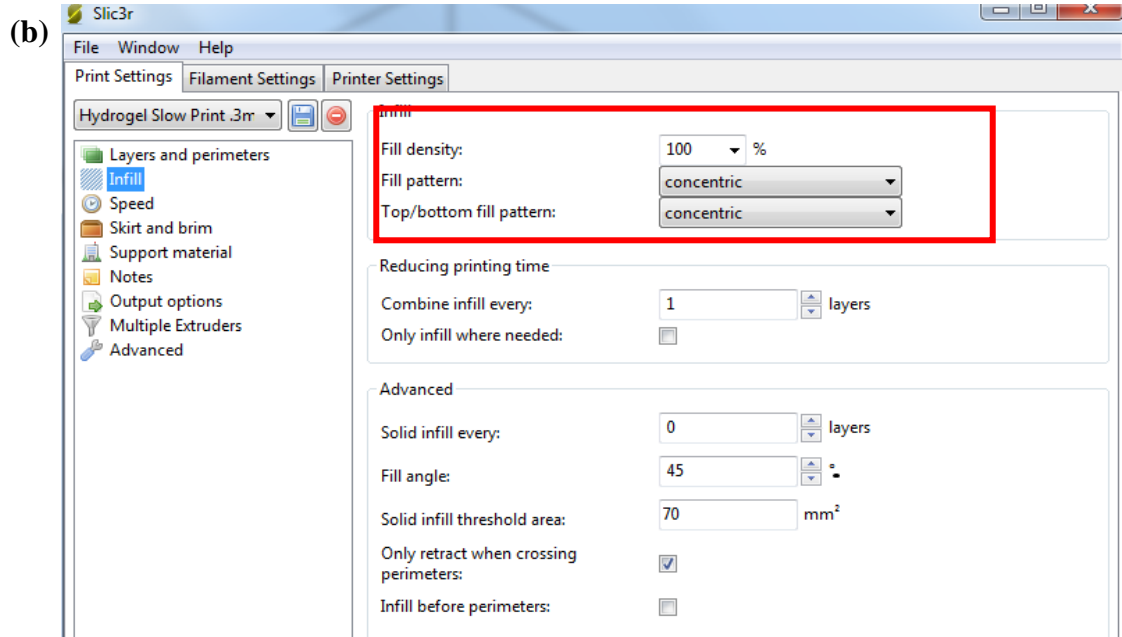 (b)
Slic3r
File Window Help
Print Settings Filament Settings Printer Settings
Hydrogel Slow Print .3m
Layers and perimeters
Infill
Speed
Skirt and brim
Support material
Notes
Output options
Multiple Extruders
Advanced
Infill
Fill density: 100 %
Fill pattern: concentric
Top/bottom fill pattern: concentric
Reducing printing time
Combine infill every: 1 layers
Only infill where needed:
Advanced
Solid infill every: 0 layers
Fill angle: 45 °
Solid infill threshold area: 70 mm²
Only retract when crossing
perimeters:
Infill before perimeters: